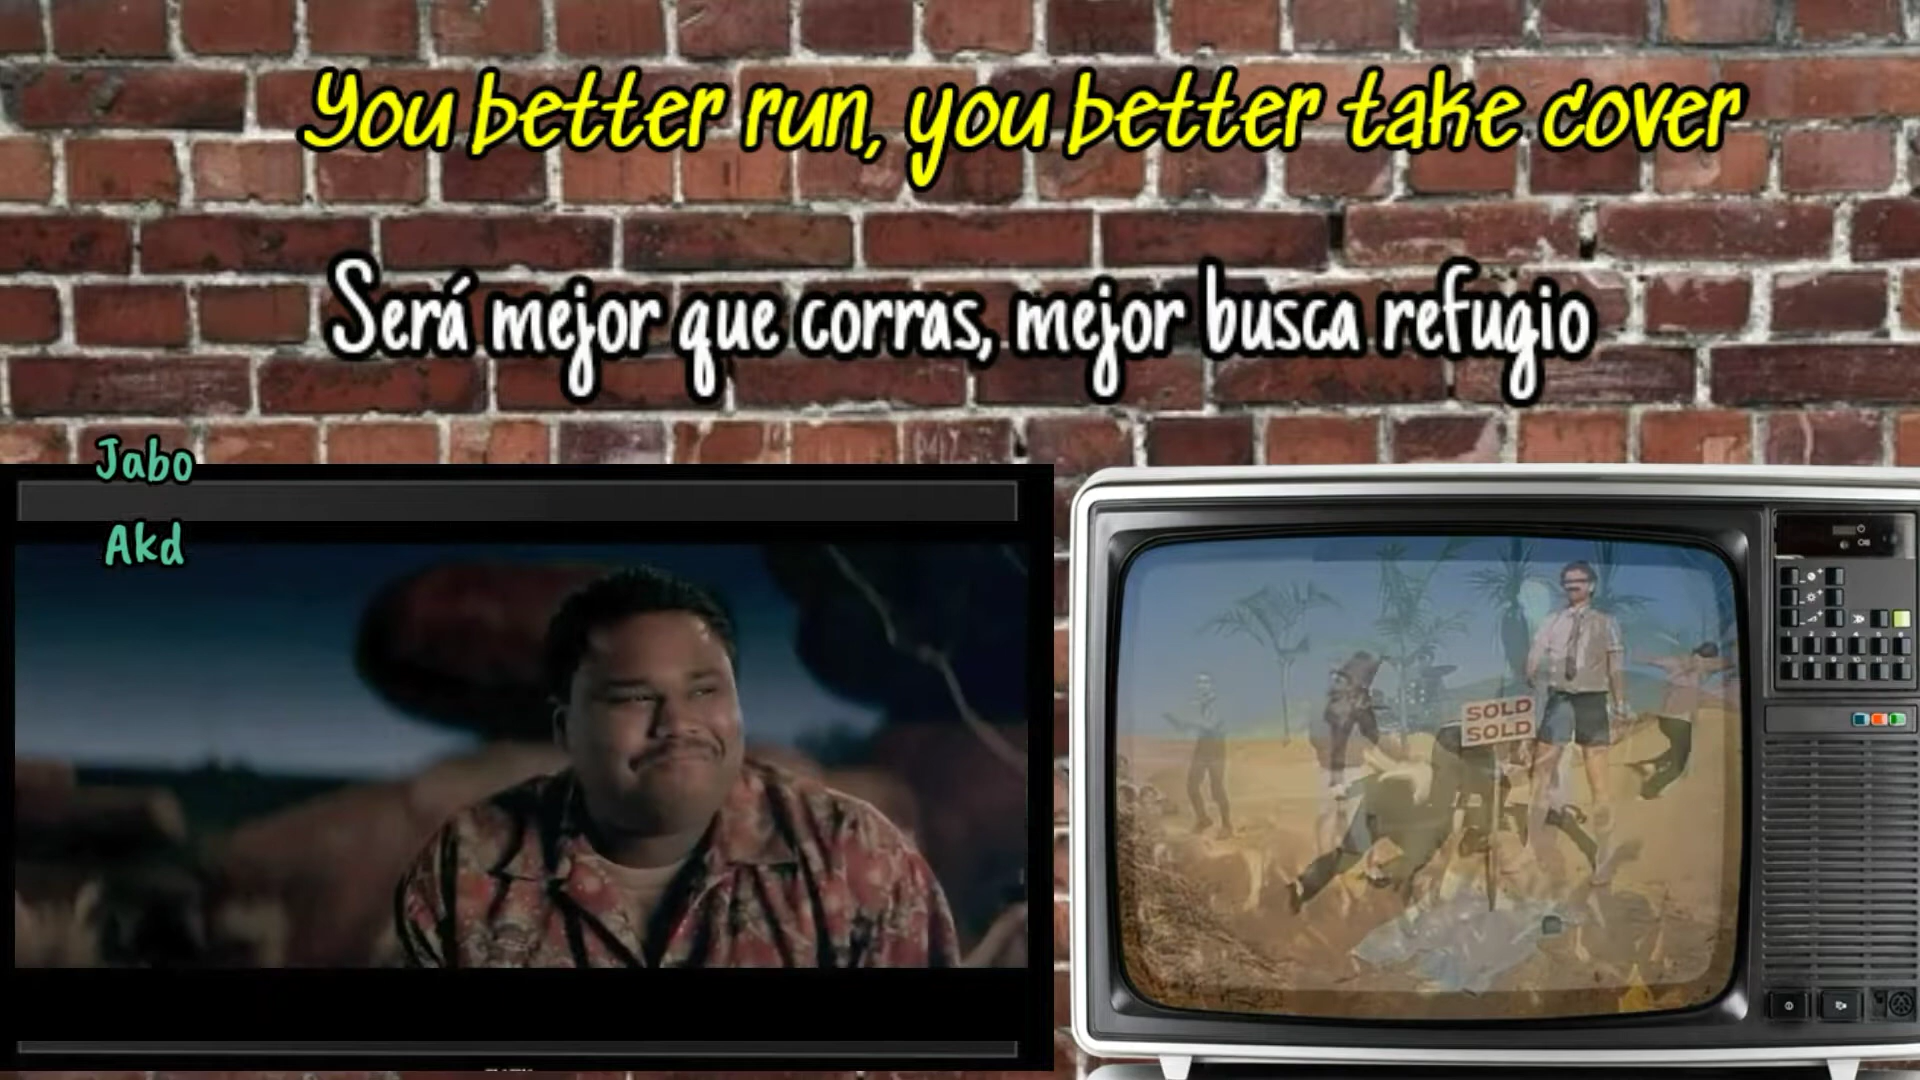 You better run, you better take cover
Será mejor que corras, mejor busca refugio
Jabo
Akd
SOLD
SOLD